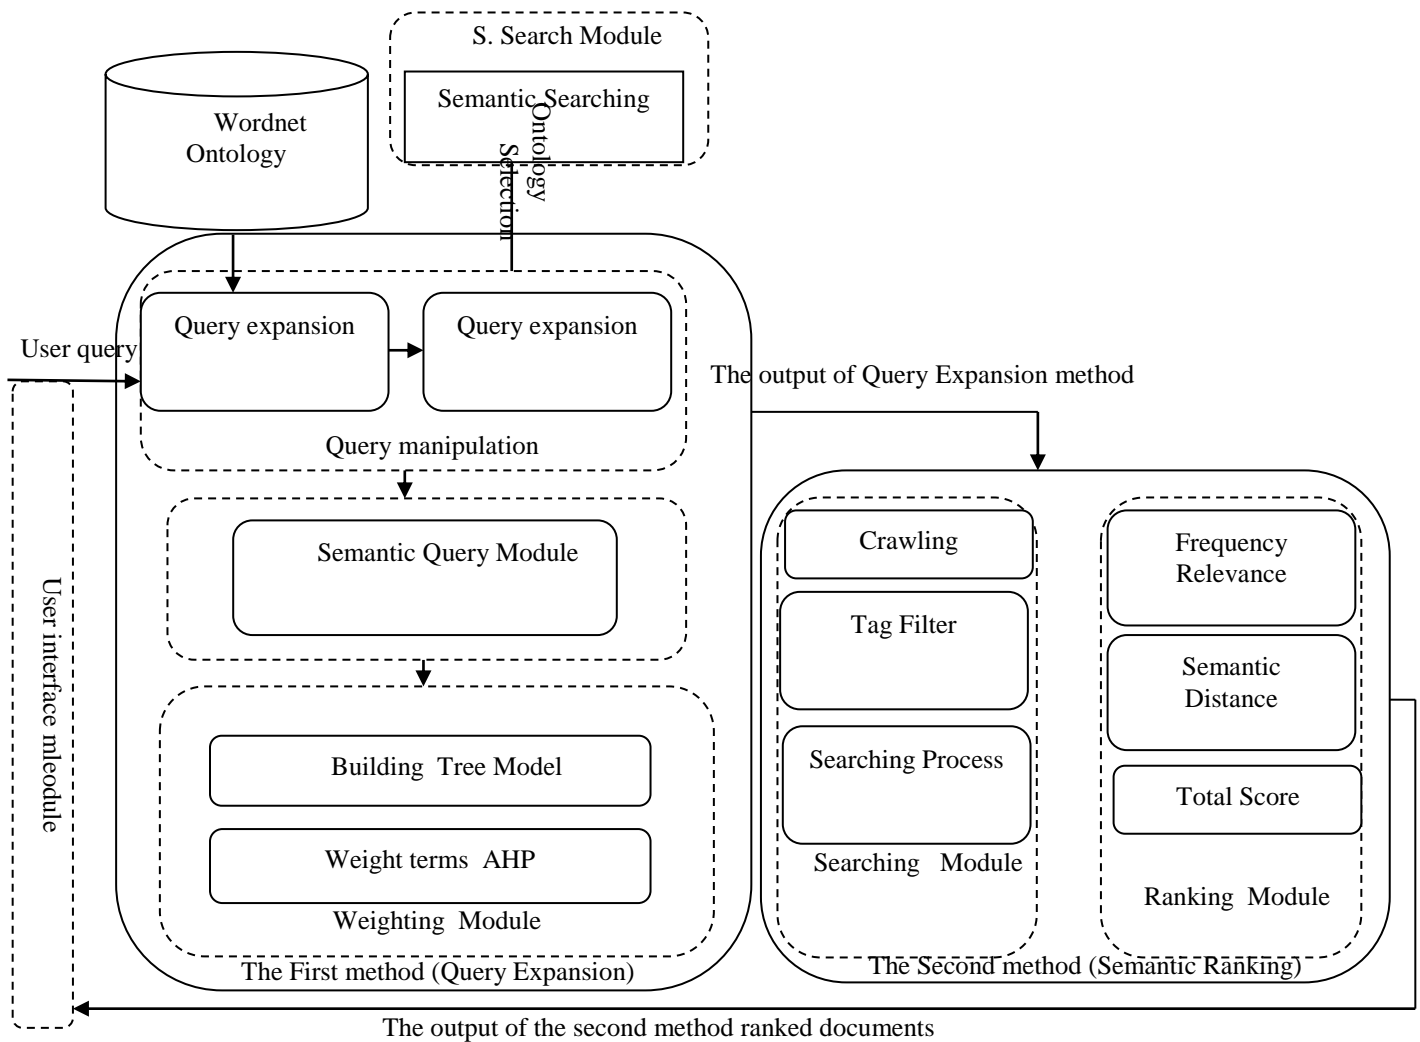 S. Search Module
Semantic Searching
Wordnet
Ontology
Ontology
Selection
Query expansion
Query expansion
User query
Query manipulation
The output of Query Expansion method
Semantic Query Module
User interface mleodule
Building Tree Model
Weight terms AHP
Weighting Module
The First method (Query Expansion)
Crawling
Tag Filter
Searching Process
Searching Module
Frequency
Relevance
Semantic
Distance
Total Score
Ranking Module
The Second method (Semantic Ranking)
The output of the second method ranked documents